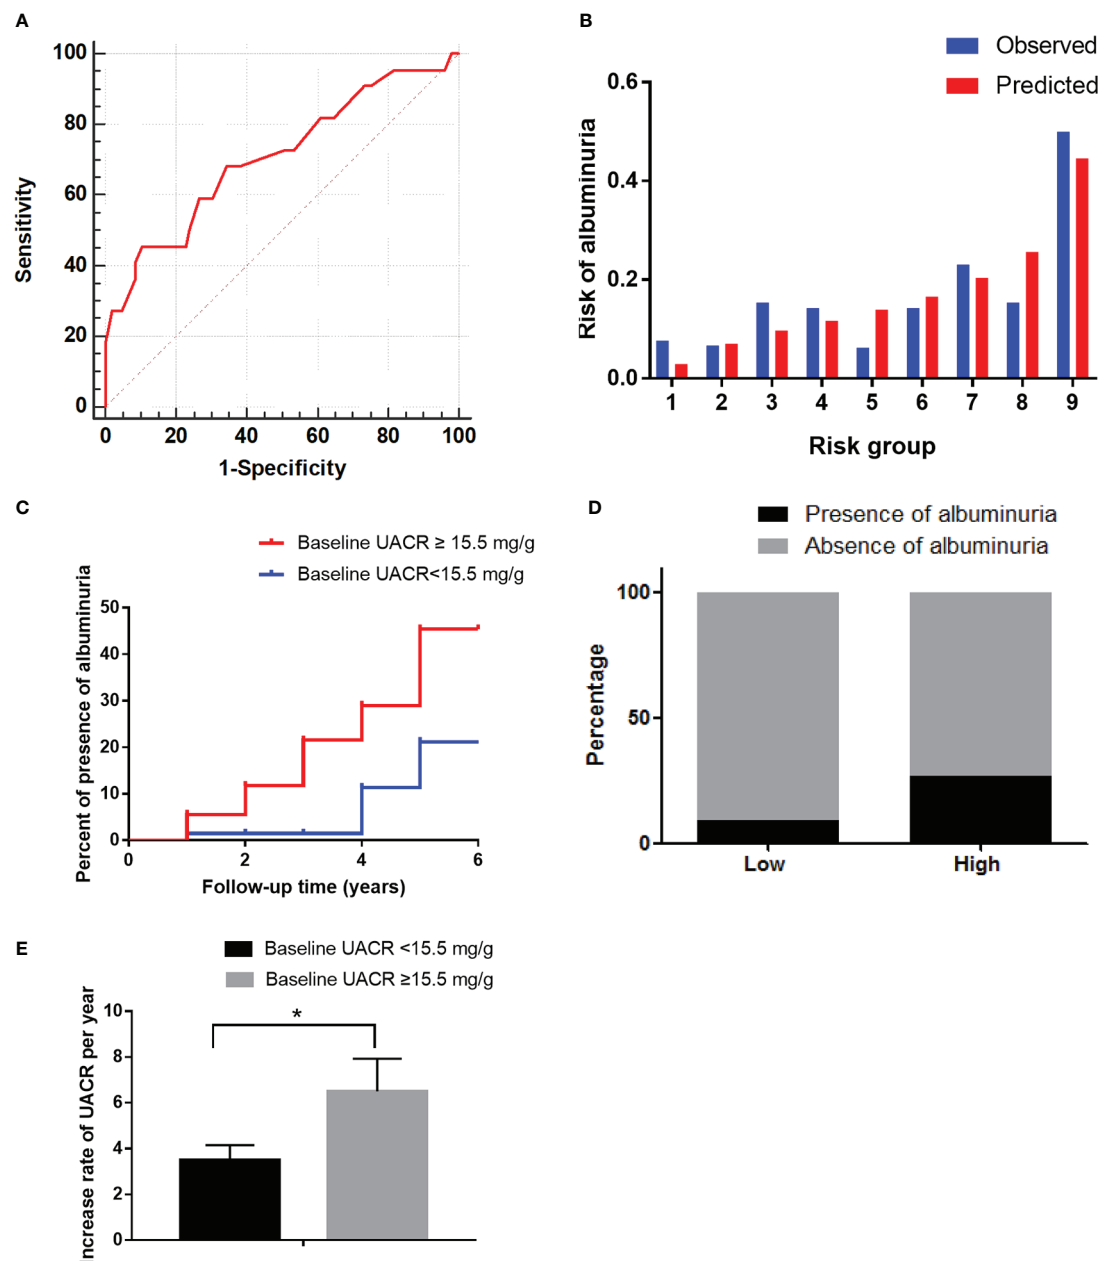 A
100
80
60
40
20
0
Sensitivity
0 20 40 60 80 100
1-Specificity
B
Observed
Predicted
0.6
0.4
0.2
0.0
Risk of albuminuria
1 2 3 4 5 6 7 8 9
Risk group
C
Baseline UACR ≥ 15.5 mg/g
Baseline UACR<15.5 mg/g
50
40
30
20
10
0
Percent of presence of albuminuria
0 2 4 6
Follow-up time (years)
D
Presence of albuminuria
Absence of albuminuria
100
50
0
Percentage
Low High
E
Baseline UACR <15.5 mg/g
Baseline UACR ≥15.5 mg/g
10
8
6
4
2
0
Increase rate of UACR per year
*